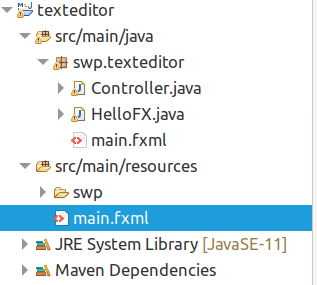 texteditor
src/main/java
swp.texteditor
Controller.java
HelloFX.java
main.fxml
src/main/resources
swp
main.fxml
JRE System Library [JavaSE-11]
Maven Dependencies